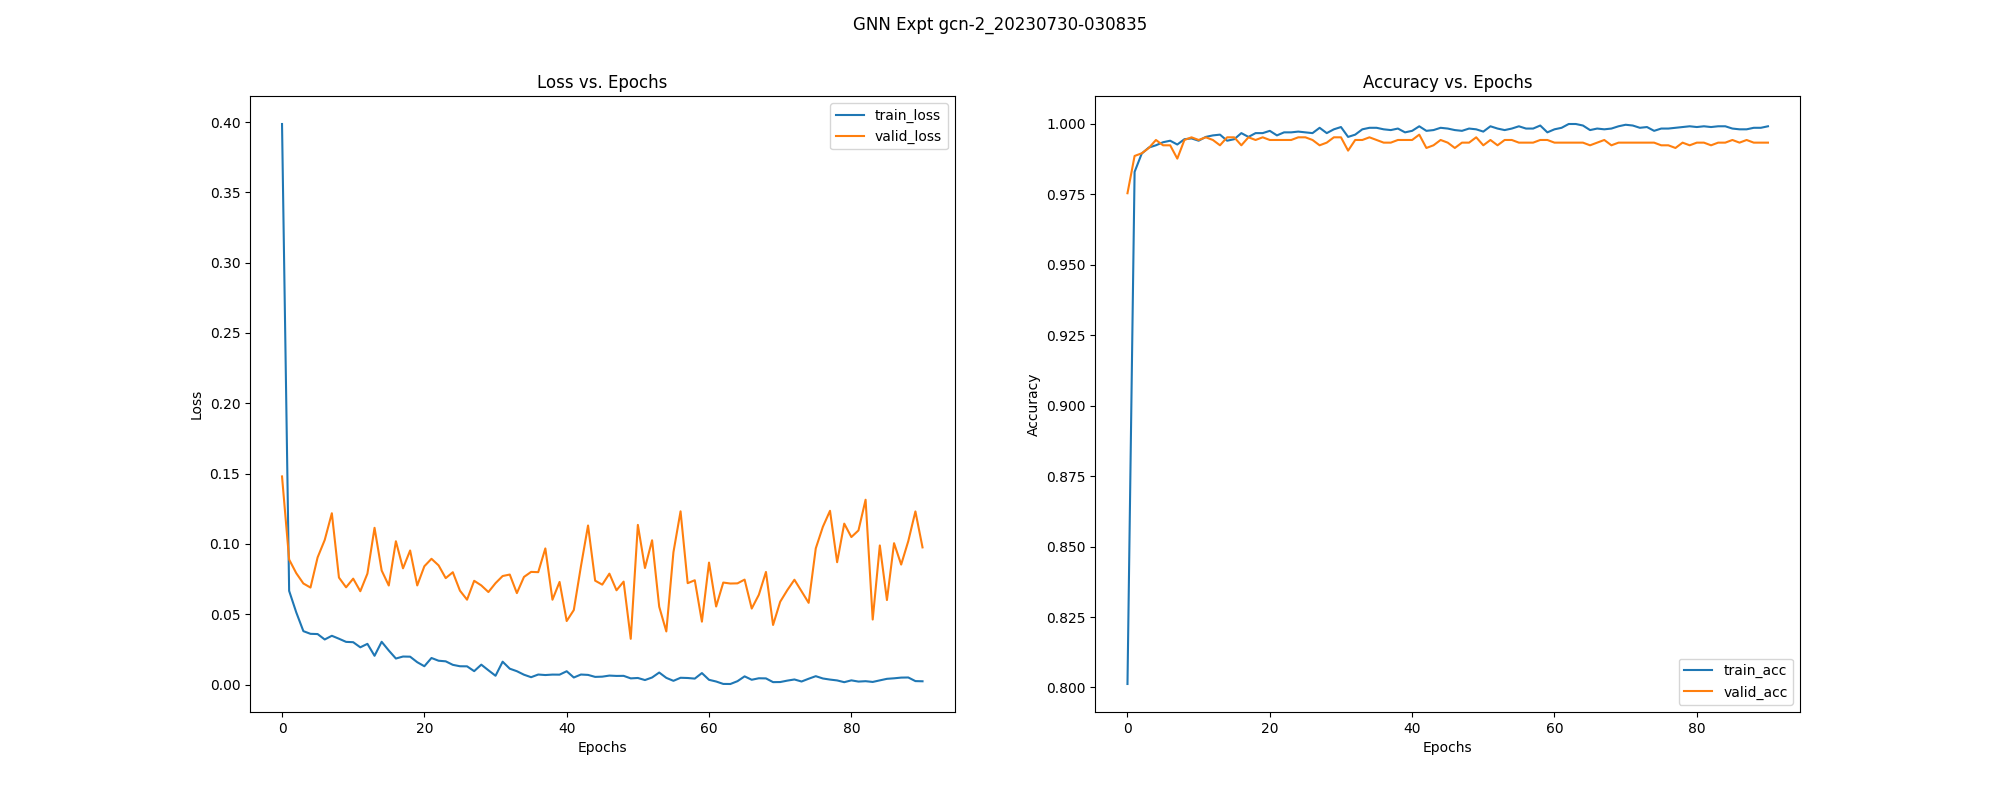 GNN Expt gcn-2_20230730-030835
Loss vs. Epochs
train_loss
valid_loss
0.40
0.35
0.30
0.25
0.20
0.15
0.10
0.05
0.00
Loss
0 20 40 60 80
Epochs
Accuracy vs. Epochs
1.000
0.975
0.950
0.925
0.900
0.875
0.850
0.825
0.800
Accuracy
train_acc
valid_acc
0 20 40 60 80
Epochs